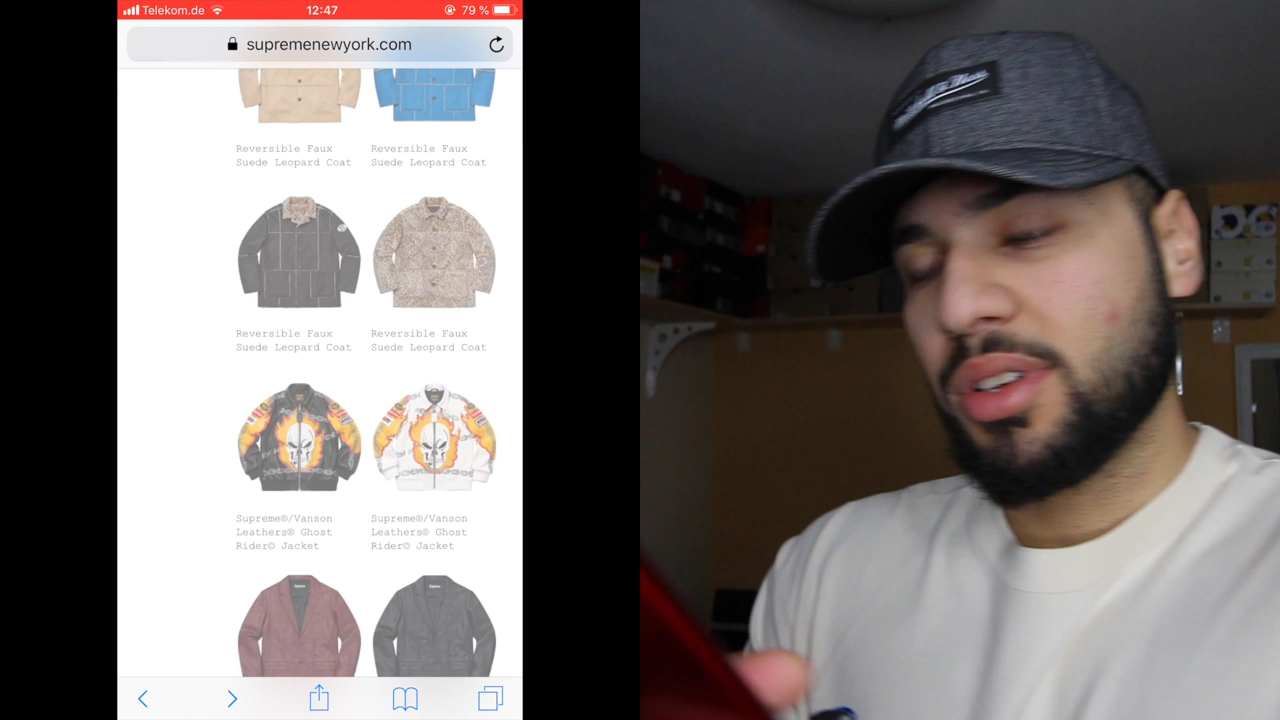 Telekom.de 12:47 79 %
supremenewyork.com
Reversible Faux
Suede Leopard Coat
Reversible Faux
Suede Leopard Coat
Reversible Faux
Suede Leopard Coat
Reversible Faux
Suede Leopard Coat
Supreme®/Vanson
Leathers® Ghost
Rider© Jacket
Supreme®/Vanson
Leathers® Ghost
Rider© Jacket
Supreme
Supreme